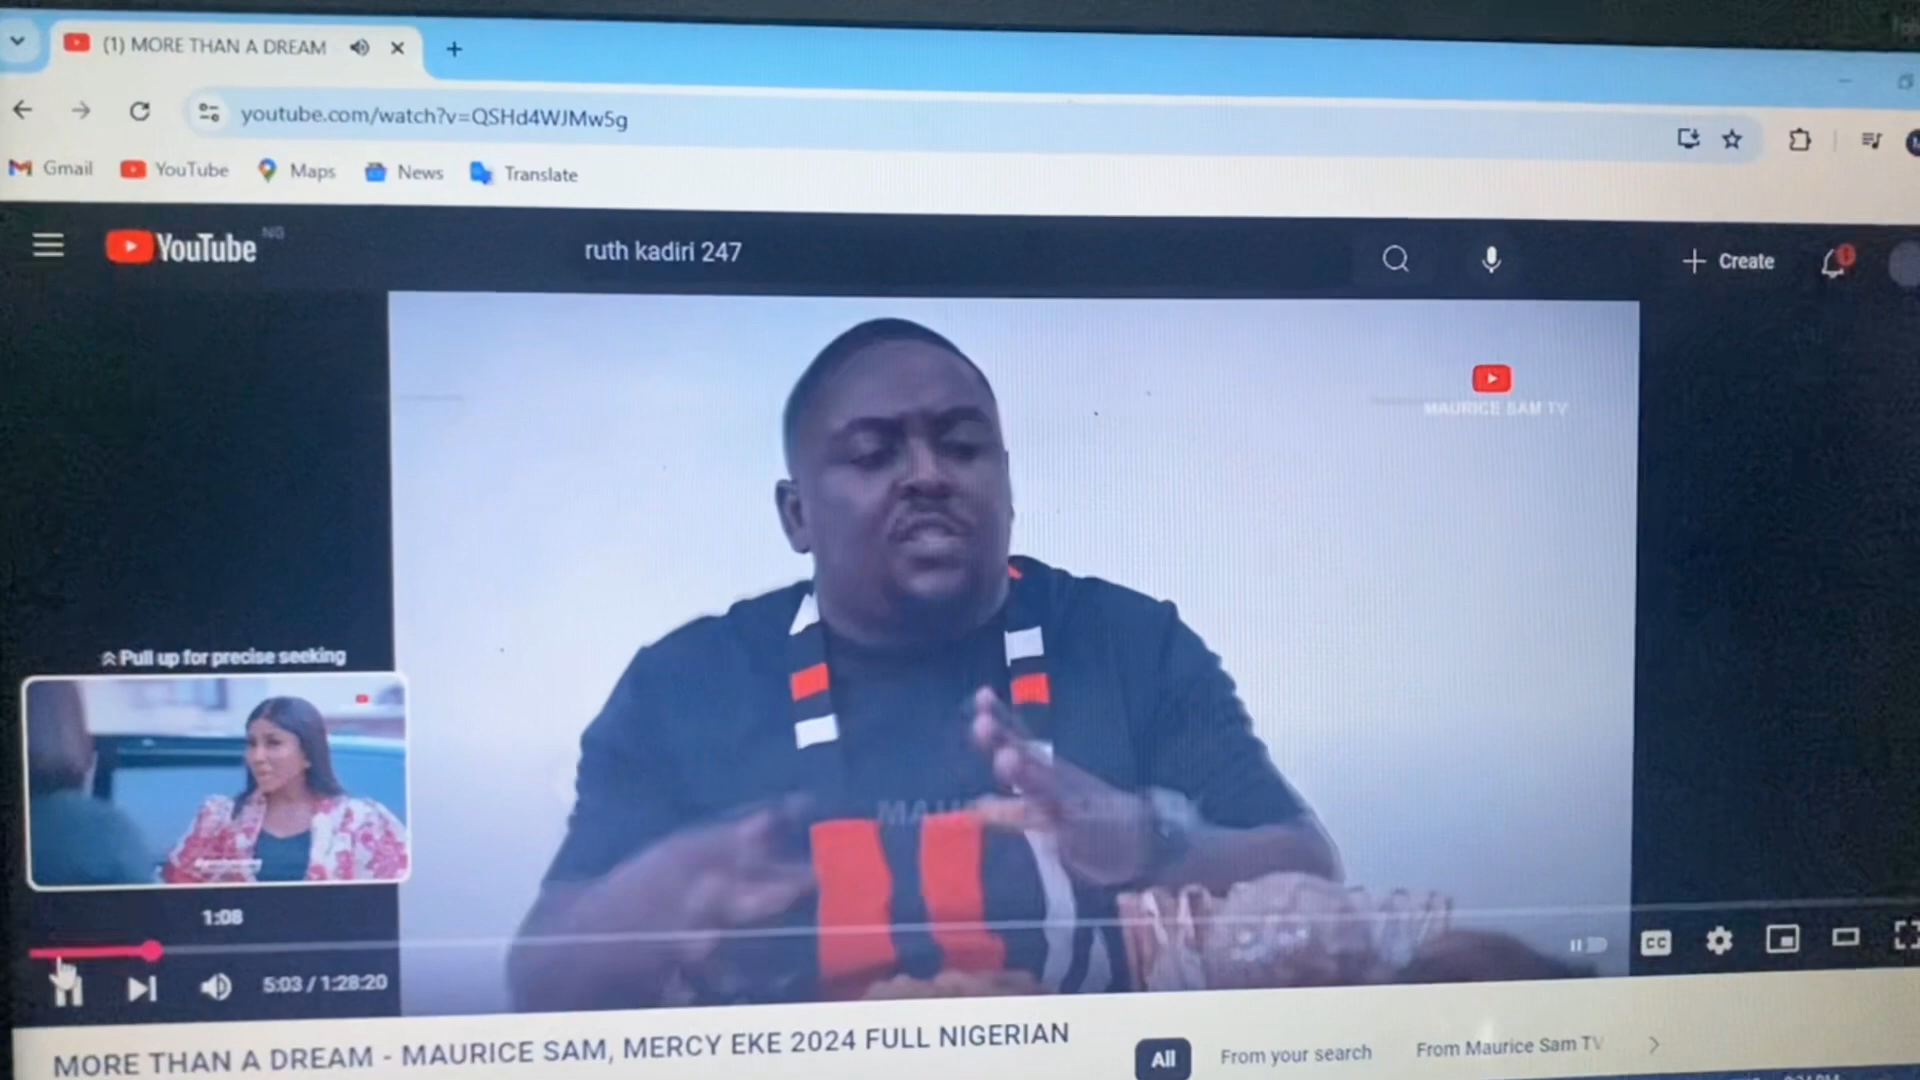 (1) MORE THAN A DREAM
youtube.com/watch?v=QSHd4WJMw5g
Gmail YouTube Maps News Translate
YouTube NG
ruth kadiri 247
Create
MAURICE SAM TV
Pull up for precise seeking
1:08
5:03 / 1:28:20
CC
MORE THAN A DREAM - MAURICE SAM, MERCY EKE 2024 FULL NIGERIAN
All From your search From Maurice Sam TV